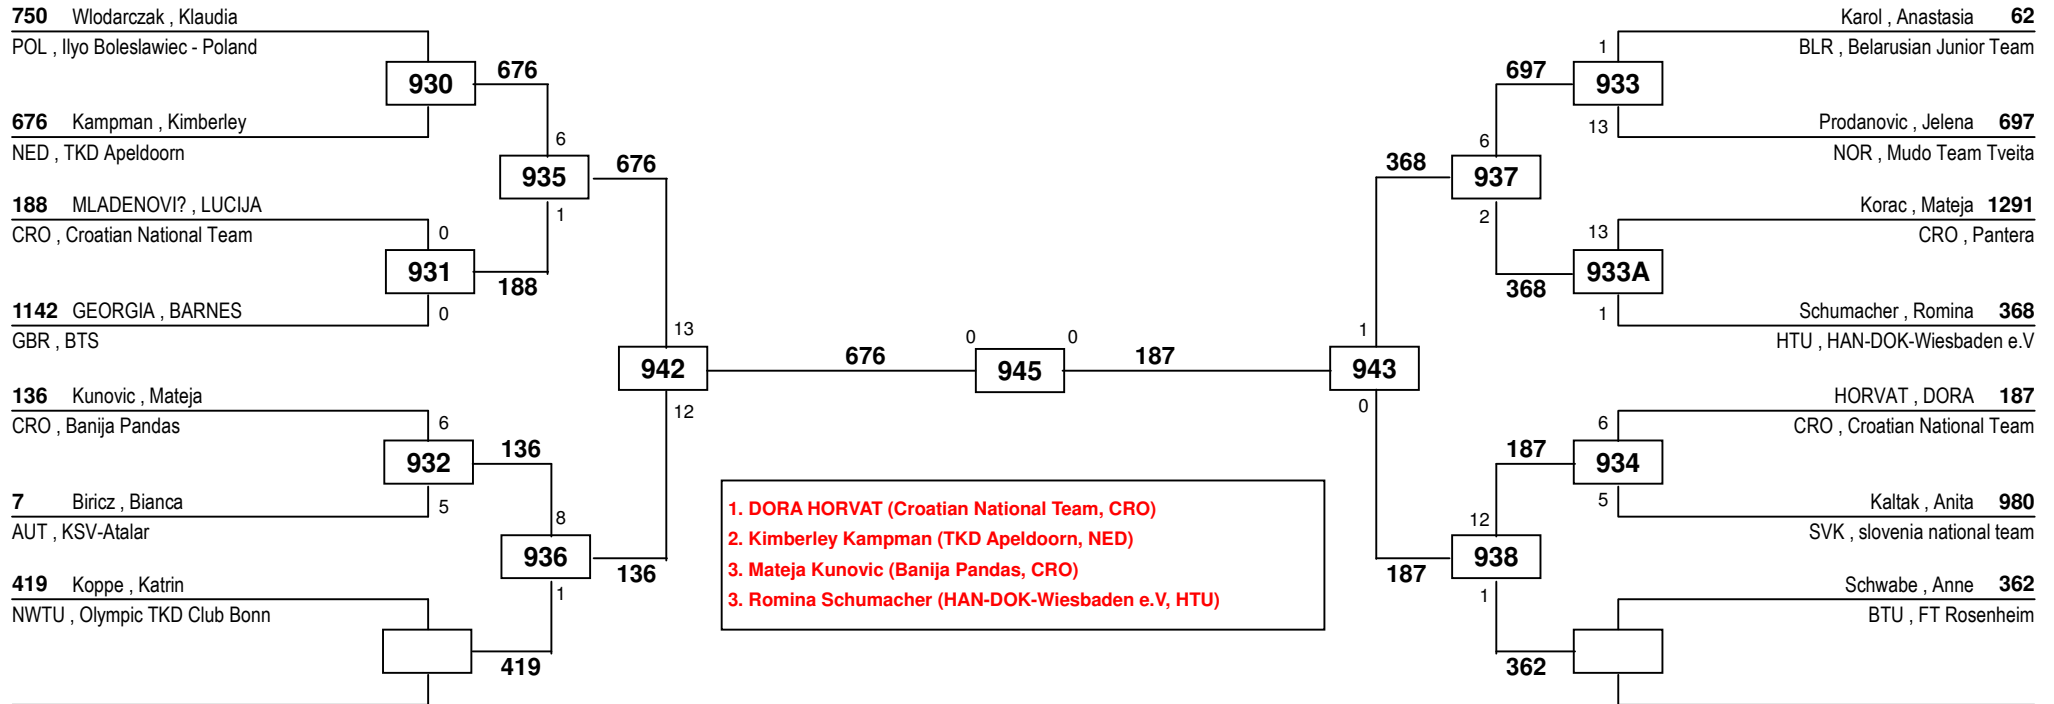 750 Wlodarczak , Klaudia
POL , Ilyo Boleslawiec - Poland
930
676
676 Kampman , Kimberley
NED , TKD Apeldoorn
6
935
676
1
188 MLADENOVI? , LUCIJA
CRO , Croatian National Team
0
931
188
1142 GEORGIA , BARNES
0
GBR , BTS
13
942
676
12
136 Kunovic , Mateja
CRO , Banija Pandas
6
932
136
7 Biricz , Bianca
5
AUT , KSV-Atalar
8
936
136
1
419 Koppe , Katrin
NWTU , Olympic TKD Club Bonn
419
0
945
0
187
1. DORA HORVAT (Croatian National Team, CRO)
2. Kimberley Kampman (TKD Apeldoorn, NED)
3. Mateja Kunovic (Banija Pandas, CRO)
3. Romina Schumacher (HAN-DOK-Wiesbaden e.V, HTU)
Karol , Anastasia 62
BLR , Belarusian Junior Team
1
697
933
13
Prodanovic , Jelena 697
NOR , Mudo Team Tveita
6
368
937
2
Korac , Mateja 1291
CRO , Pantera
13
933A
368
1
Schumacher , Romina 368
HTU , HAN-DOK-Wiesbaden e.V
1
943
0
HORVAT , DORA 187
CRO , Croatian National Team
6
187
934
5
Kaltak , Anita 980
SVK , slovenia national team
12
938
187
1
Schwabe , Anne 362
BTU , FT Rosenheim
362